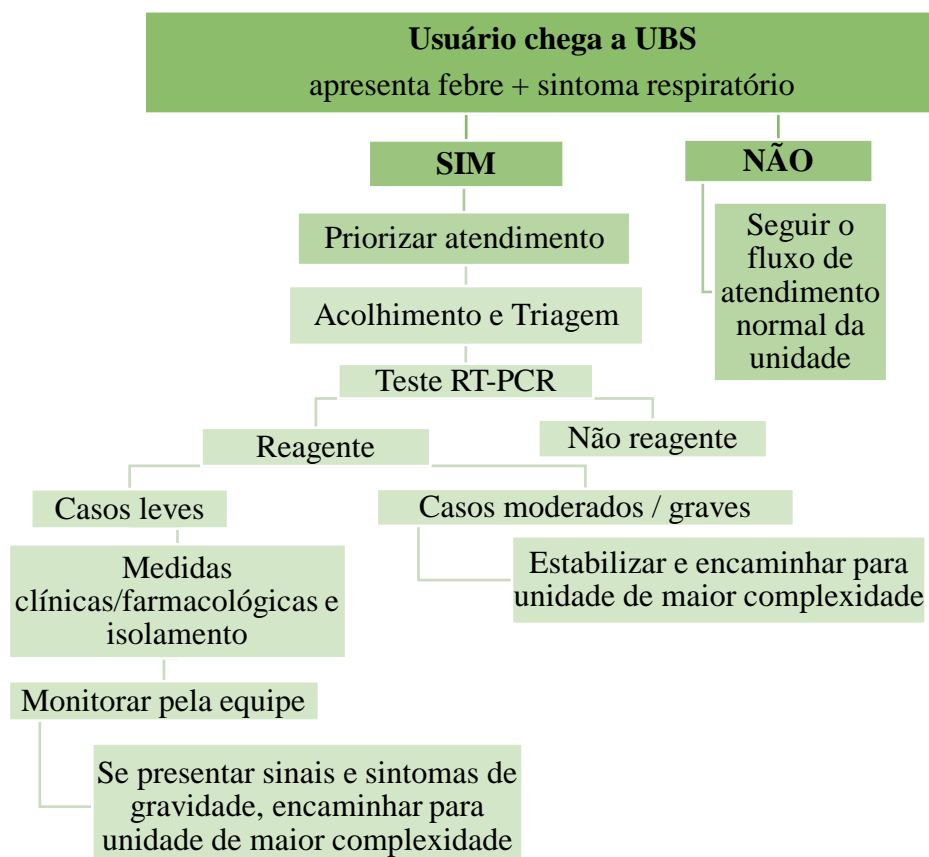 Usuário chega a UBS
apresenta febre + sintoma respiratório
SIM
NÃO
Priorizar atendimento
Seguir o
fluxo de
atendimento
normal da
unidade
Acolhimento e Triagem
Teste RT-PCR
Reagente
Não reagente
Casos leves
Casos moderados / graves
Medidas
clínicas/farmacológicas e
isolamento
Estabilizar e encaminhar para
unidade de maior complexidade
Monitorar pela equipe
Se presentar sinais e sintomas de
gravidade, encaminhar para
unidade de maior complexidade